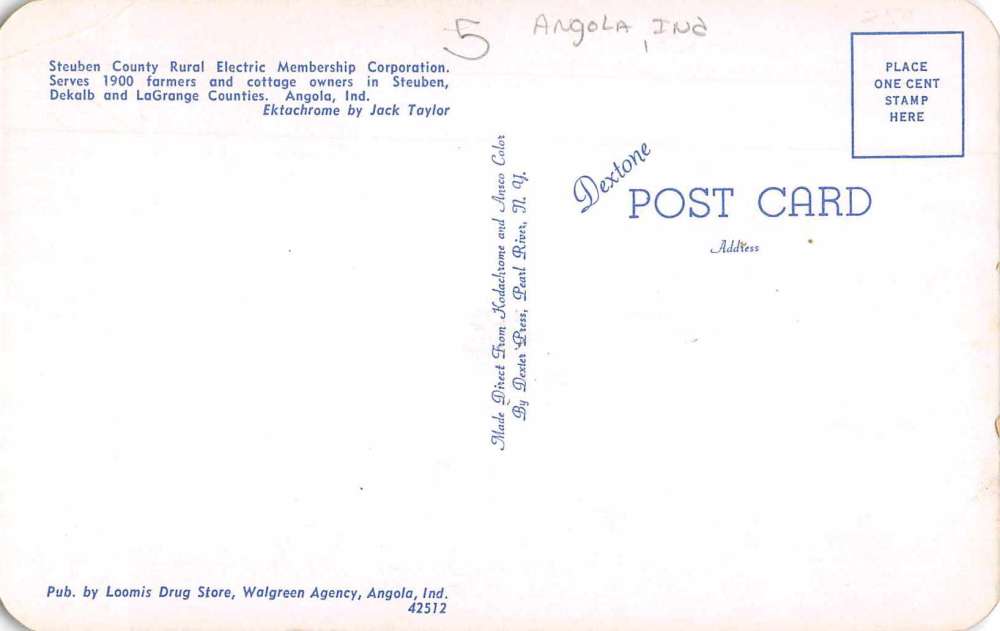 5 Angola, Ind
Steuben County Rural Electric Membership Corporation.
Serves 1900 farmers and cottage owners in Steuben,
Dekalb and LaGrange Counties. Angola, Ind.
Ektachrome by Jack Taylor
PLACE
ONE CENT
STAMP
HERE
Dextone
POST CARD
Address
Made Direct From Kodachrome and Ansco Color
By Dexter Press, Pearl River, N. Y.
Pub. by Loomis Drug Store, Walgreen Agency, Angola, Ind.
42512